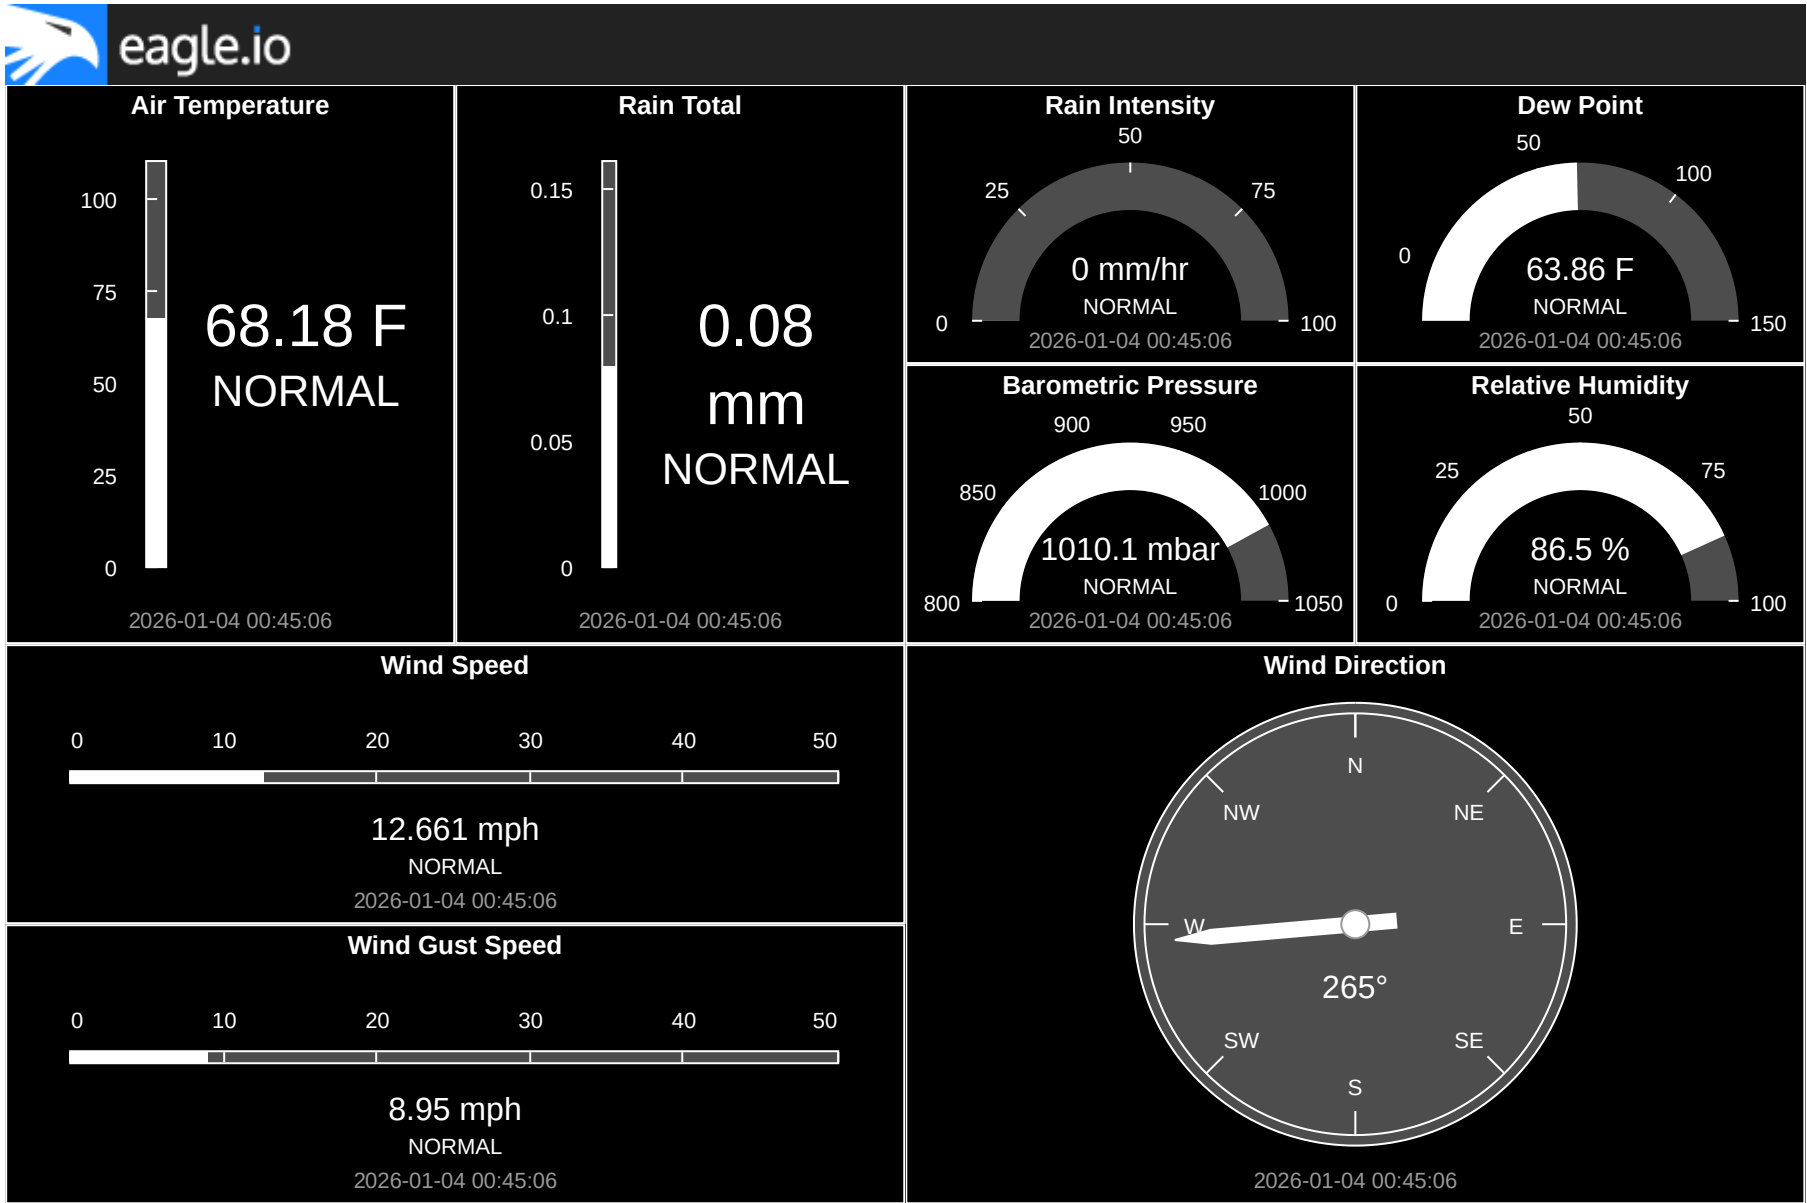 eagle.io
Air Temperature
100
75
50
25
0
68.18 F
NORMAL
2026-01-04 00:45:06
Rain Total
0.15
0.1
0.05
0
0.08
mm
NORMAL
2026-01-04 00:45:06
Rain Intensity
50
25
75
0
100
0 mm/hr
NORMAL
2026-01-04 00:45:06
Dew Point
50
100
0
150
63.86 F
NORMAL
2026-01-04 00:45:06
Barometric Pressure
900
950
850
1000
800
1050
1010.1 mbar
NORMAL
2026-01-04 00:45:06
Relative Humidity
50
25
75
0
100
86.5 %
NORMAL
2026-01-04 00:45:06
Wind Speed
0 10 20 30 40 50
12.661 mph
NORMAL
2026-01-04 00:45:06
Wind Gust Speed
0 10 20 30 40 50
8.95 mph
NORMAL
2026-01-04 00:45:06
Wind Direction
N
NW
NE
W
E
265°
SW
SE
S
2026-01-04 00:45:06